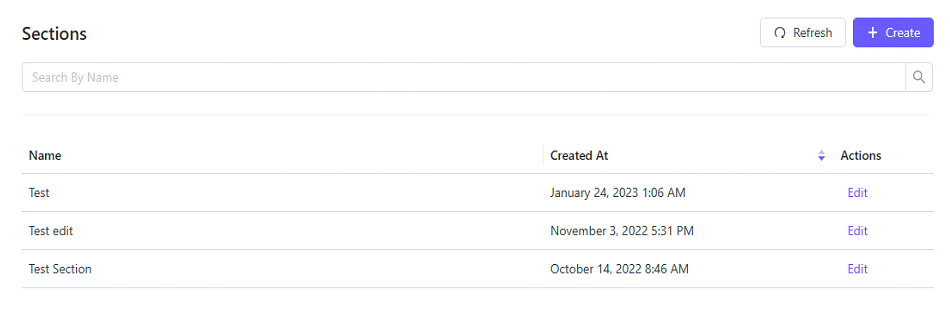 Sections
Refresh
Create
Search By Name
Name Created At Actions
Test January 24, 2023 1:06 AM Edit
Test edit November 3, 2022 5:31 PM Edit
Test Section October 14, 2022 8:46 AM Edit